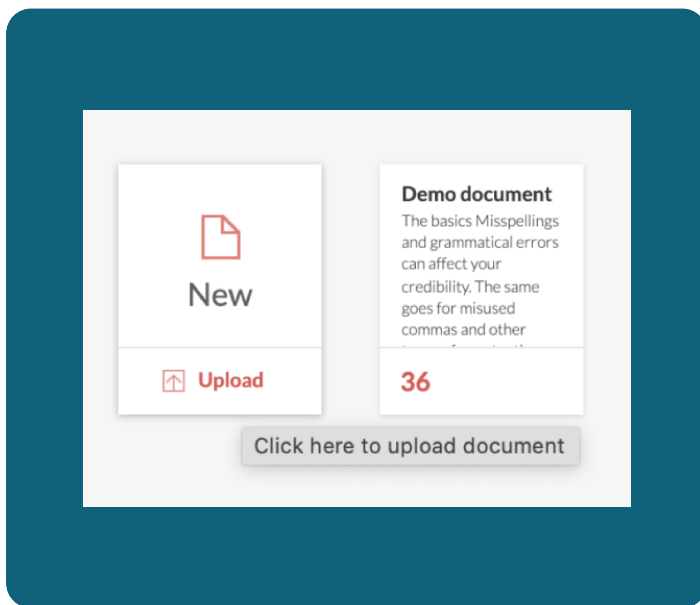 New
Upload
Demo document
The basics Misspellings
and grammatical errors
can affect your
credibility. The same
goes for misused
commas and other
36
Click here to upload document